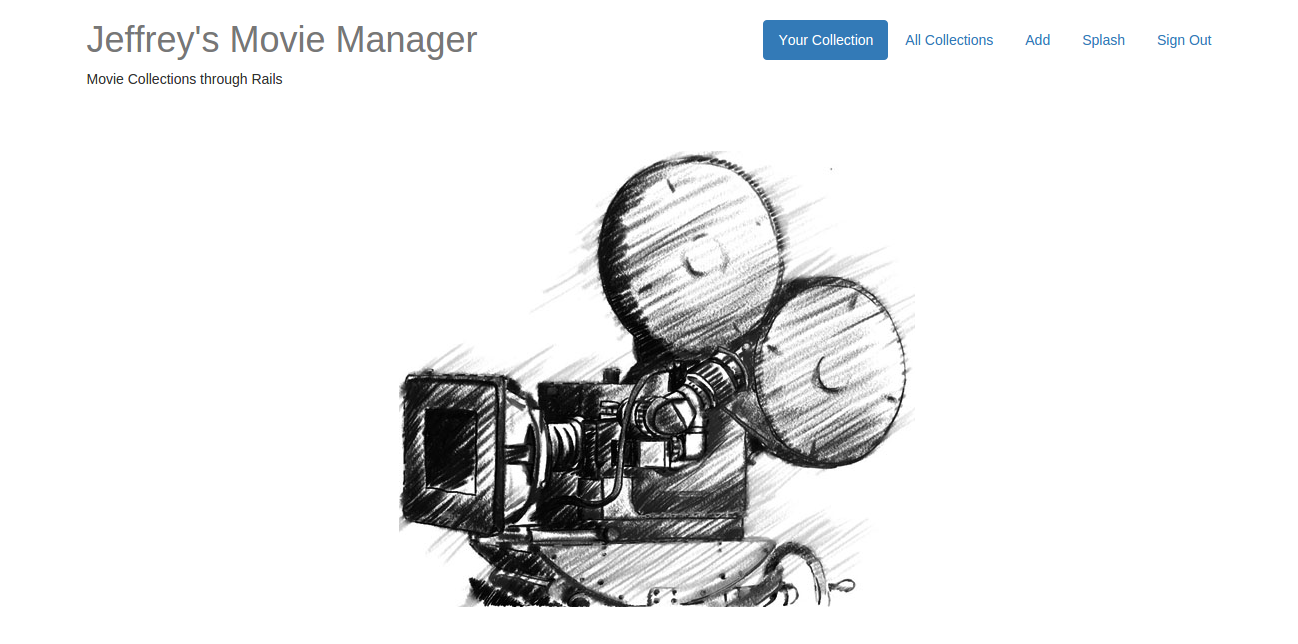 Jeffrey's Movie Manager
Your Collection
All Collections
Add
Splash
Sign Out
Movie Collections through Rails